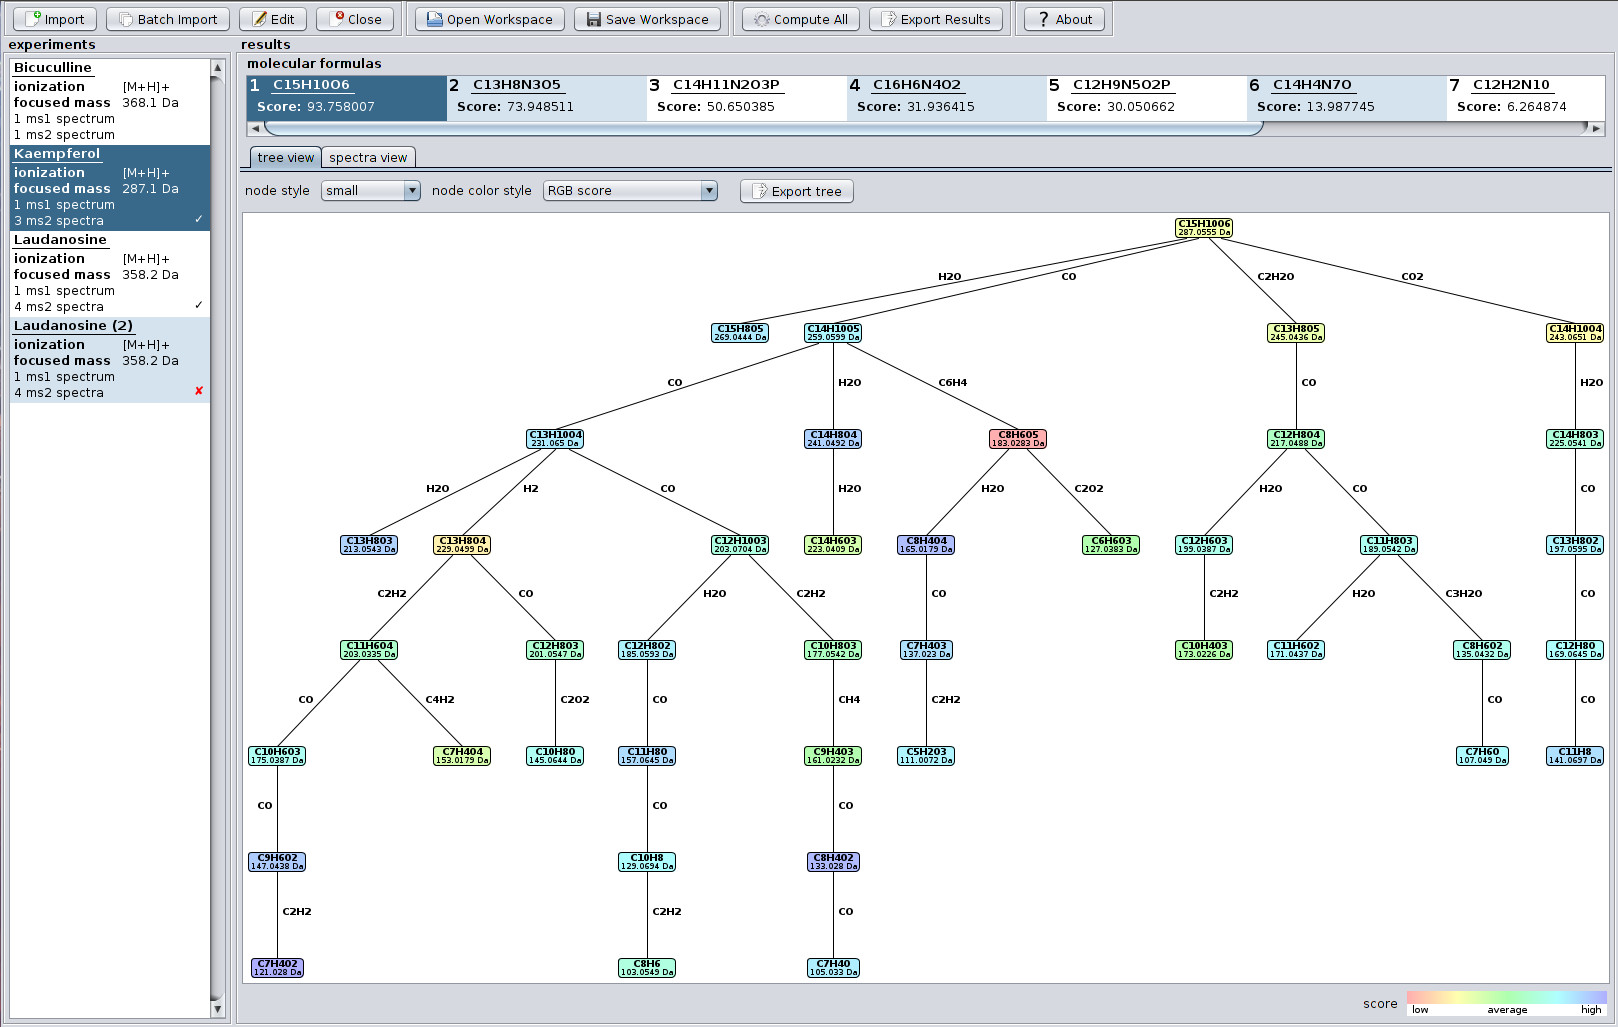 Import Batch Import Edit Close Open Workspace Save Workspace Compute All Export Results ? About
experiments
Bicuculline
ionization [M+H]+
focused mass 368.1 Da
1 ms1 spectrum
1 ms2 spectrum
Kaempferol
ionization [M+H]+
focused mass 287.1 Da
1 ms1 spectrum
3 ms2 spectra ✓
Laudanosine
ionization [M+H]+
focused mass 358.2 Da
1 ms1 spectrum
4 ms2 spectra ✓
Laudanosine (2)
ionization [M+H]+
focused mass 358.2 Da
1 ms1 spectrum
4 ms2 spectra ✘
results
molecular formulas
1 C15H10O6 2 C13H8N3O5 3 C14H11N2O3P 4 C16H6N4O2 5 C12H9N5O2P 6 C14H4N7O 7 C12H2N10
Score: 93.758007 Score: 73.948511 Score: 50.650385 Score: 31.936415 Score: 30.050662 Score: 13.987745 Score: 6.264874
tree view spectra view
node style small node color style RGB score Export tree
C15H10O6
287.0555 Da
H2O CO C2H2O CO2
C15H8O5 C14H10O5 C13H8O5 C14H10O4
269.0444 Da 259.0599 Da 245.0436 Da 243.0651 Da
CO H2O C6H4 CO H2O
C13H10O4 C14H8O4 C8H6O5 C12H8O4 C14H8O3
231.065 Da 241.0492 Da 183.0283 Da 217.0488 Da 225.0541 Da
H2O H2 CO H2O H2O C2O2 H2O CO CO
C13H8O3 C13H8O4 C12H10O3 C14H6O3 C8H4O4 C6H6O3 C12H6O3 C11H8O3 C13H8O2
213.0543 Da 229.0499 Da 203.0704 Da 223.0409 Da 165.0179 Da 127.0383 Da 199.0387 Da 189.0542 Da 197.0595 Da
C2H2 CO H2O C2H2 CO C2H2 H2O C3H2O CO
C11H6O4 C12H8O3 C12H8O2 C10H8O3 C7H4O3 C10H4O3 C11H6O2 C8H6O2 C12H8O
203.0335 Da 201.0547 Da 185.0593 Da 177.0542 Da 137.023 Da 173.0226 Da 171.0437 Da 135.0432 Da 169.0645 Da
CO C4H2 C2O2 CO CH4 C2H2 CO CO
C10H6O3 C7H4O4 C10H8O C11H8O C9H4O3 C5H2O3 C7H6O C11H8
175.0387 Da 153.0179 Da 145.0644 Da 157.0645 Da 161.0232 Da 111.0072 Da 107.049 Da 141.0697 Da
CO CO CO
C9H6O2 C10H8 C8H4O2
147.0438 Da 129.0694 Da 133.028 Da
C2H2 C2H2 CO
C7H4O2 C8H6 C7H4O
121.028 Da 103.0549 Da 105.033 Da
score
low average high